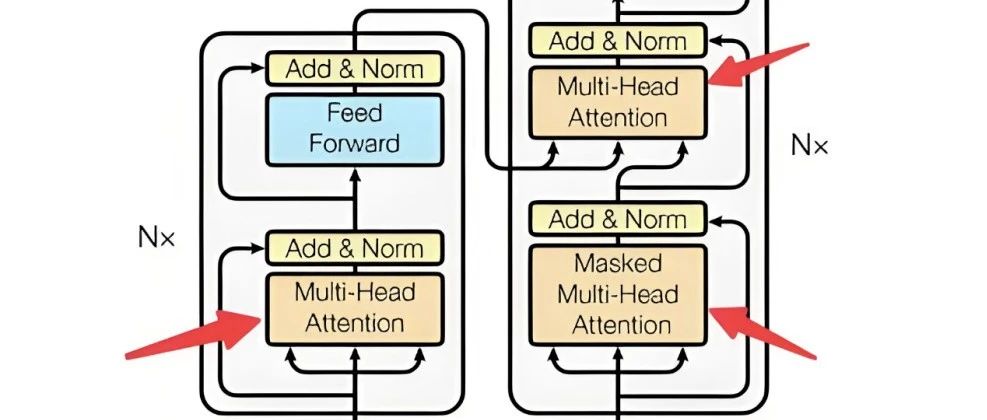 Add & Norm
Feed
Forward
Nx
Add & Norm
Multi-Head
Attention
Add & Norm
Multi-Head
Attention
Nx
Add & Norm
Masked
Multi-Head
Attention